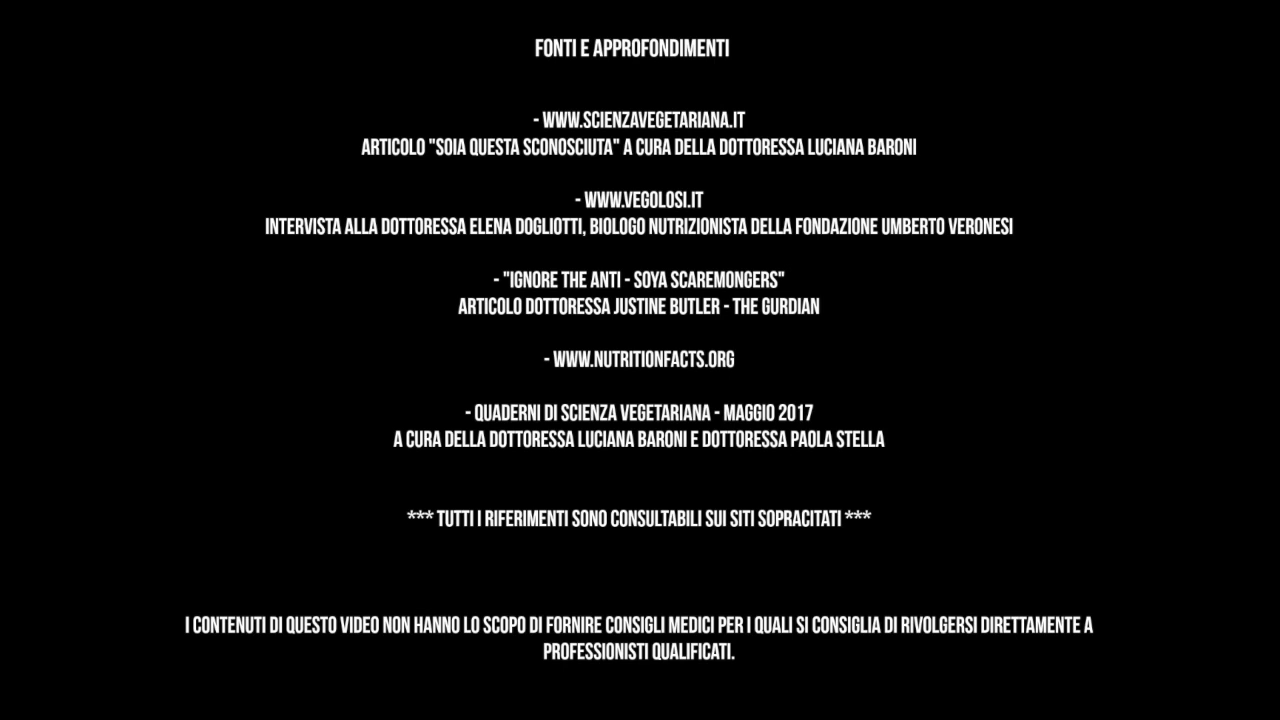 FONTI E APPROFONDIMENTI
- WWW.SCIENZAVEGETARIANA.IT
ARTICOLO "SOIA QUESTA SCONOSCIUTA" A CURA DELLA DOTTORESSA LUCIANA BARONI
- WWW.VEGOLOSI.IT
INTERVISTA ALLA DOTTORESSA ELENA DOGLIOTTI, BIOLOGO NUTRIZIONISTA DELLA FONDAZIONE UMBERTO VERONESI
- "IGNORE THE ANTI - SOYA SCAREMONGERS"
ARTICOLO DOTTORESSA JUSTINE BUTLER - THE GURDIAN
- WWW.NUTRITIONFACTS.ORG
- QUADERNI DI SCIENZA VEGETARIANA - MAGGIO 2017
A CURA DELLA DOTTORESSA LUCIANA BARONI E DOTTORESSA PAOLA STELLA
*** TUTTI I RIFERIMENTI SONO CONSULTABILI SUI SITI SOPRACITATI ***
I CONTENUTI DI QUESTO VIDEO NON HANNO LO SCOPO DI FORNIRE CONSIGLI MEDICI PER I QUALI SI CONSIGLIA DI RIVOLGERSI DIRETTAMENTE A
PROFESSIONISTI QUALIFICATI.